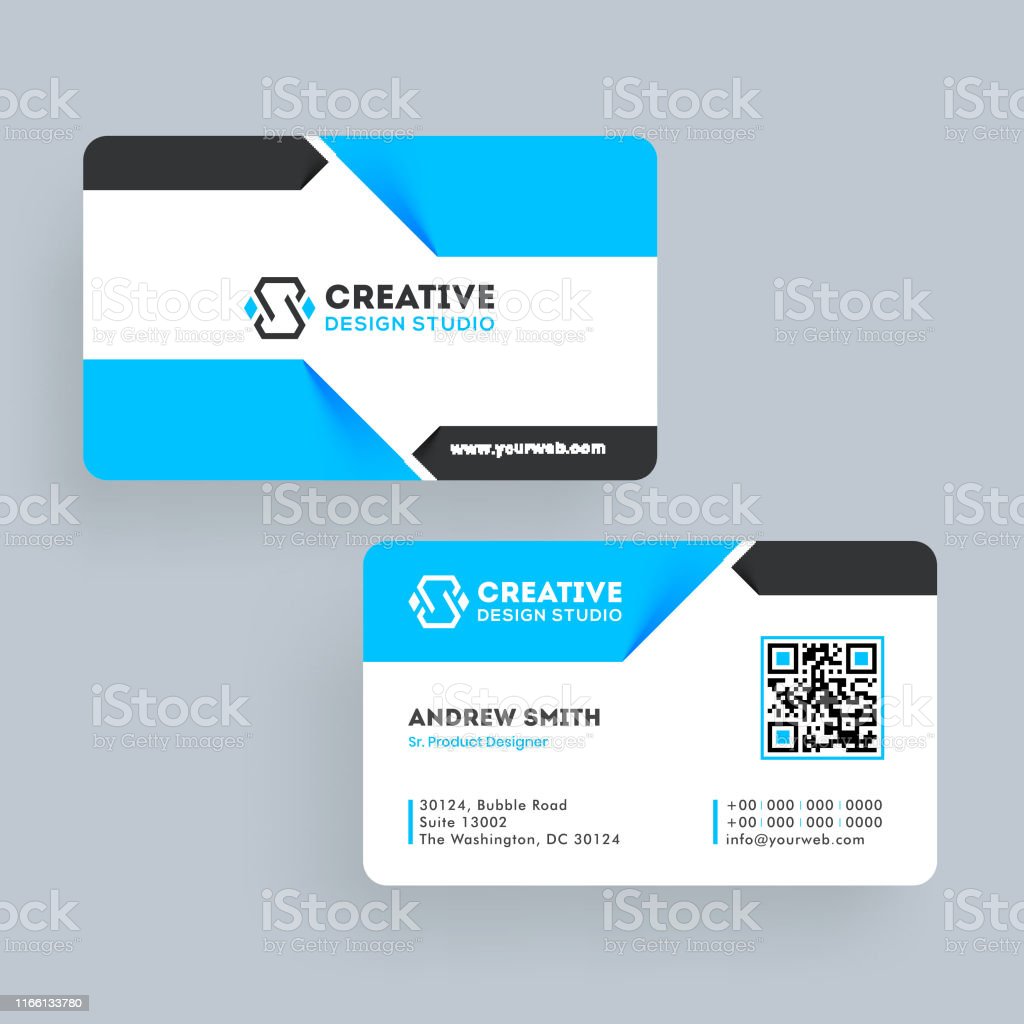 CREATIVE
DESIGN STUDIO
www.yourweb.com
CREATIVE
DESIGN STUDIO
ANDREW SMITH
Sr. Product Designer
30124, Bubble Road
Suite 13002
The Washington, DC 30124
+00 | 000 | 000 | 0000
+00 | 000 | 000 | 0000
info@yourweb.com
iStock
by Getty Images™
1166133780